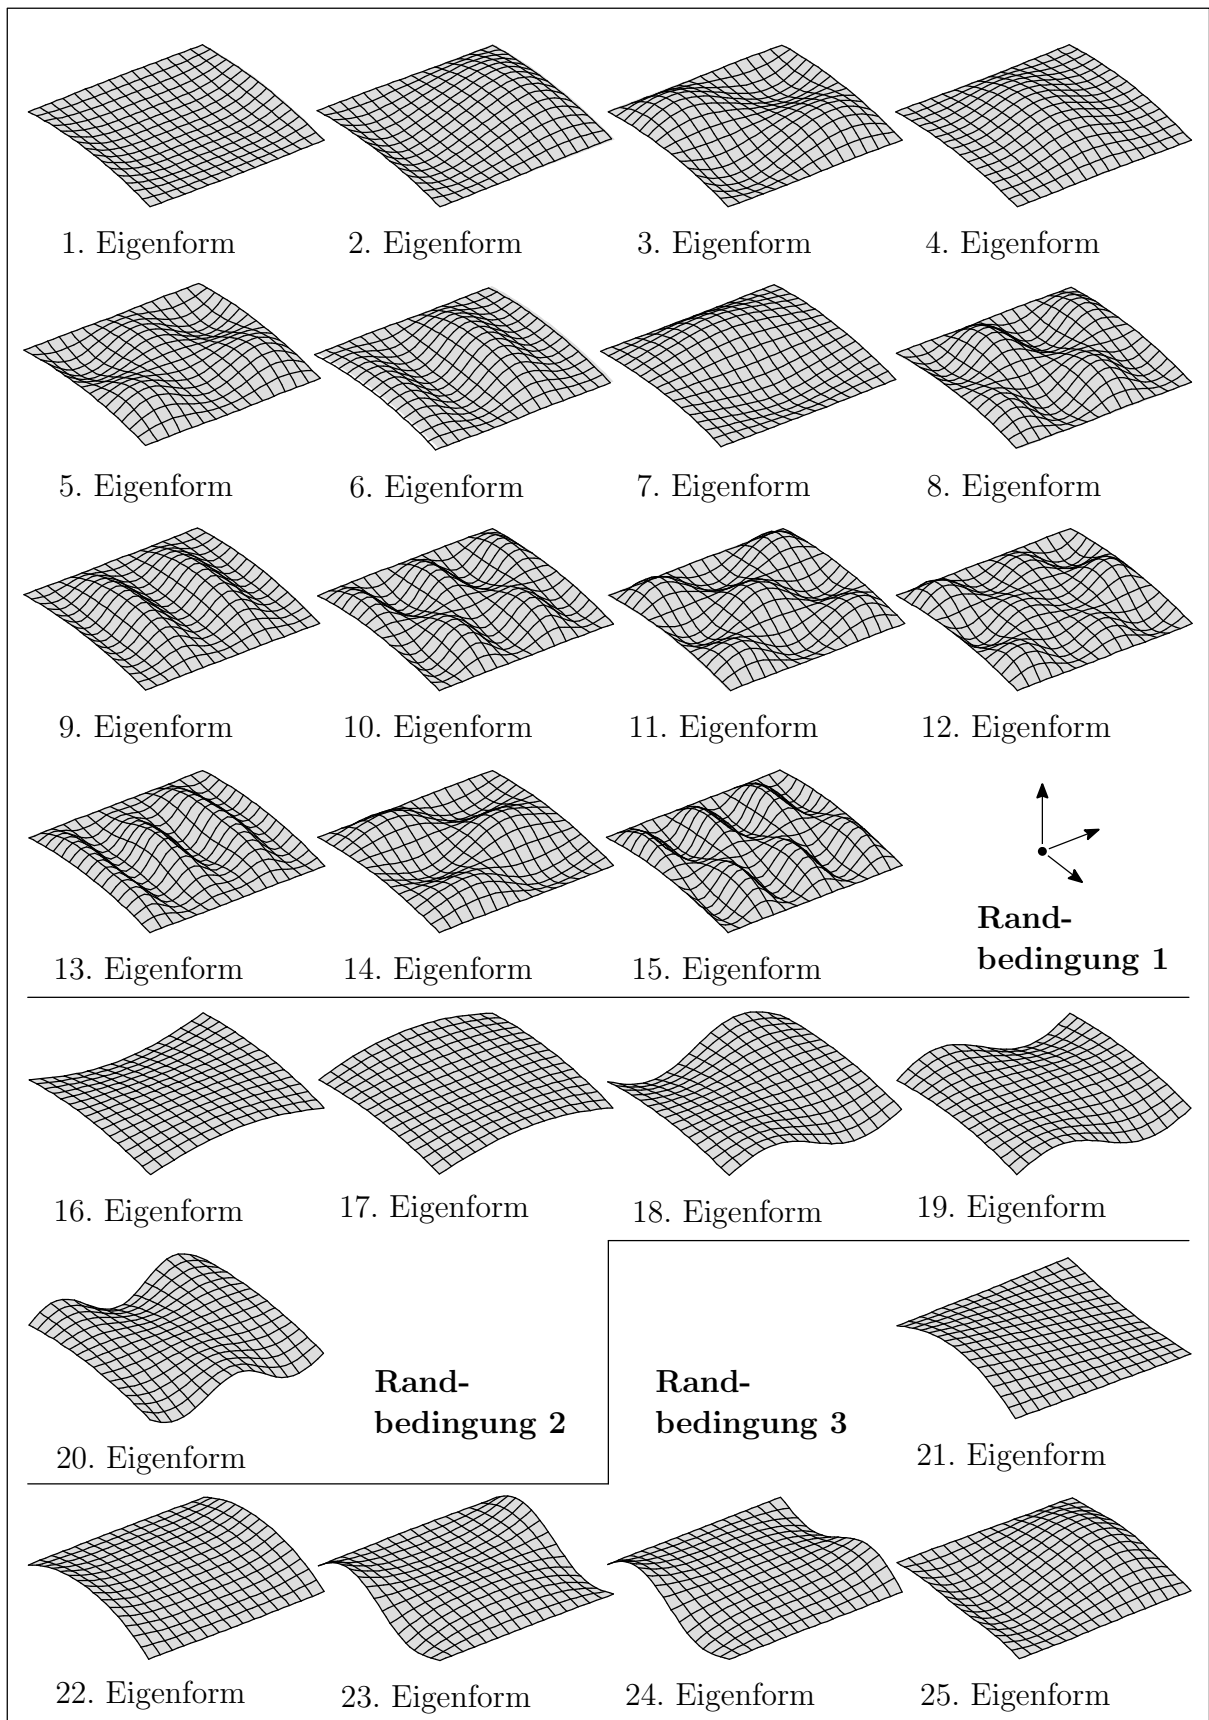 1. Eigenform
2. Eigenform
3. Eigenform
4. Eigenform
5. Eigenform
6. Eigenform
7. Eigenform
8. Eigenform
9. Eigenform
10. Eigenform
11. Eigenform
12. Eigenform
13. Eigenform
14. Eigenform
15. Eigenform
Rand-
bedingung 1
16. Eigenform
17. Eigenform
18. Eigenform
19. Eigenform
20. Eigenform
Rand-
bedingung 2
Rand-
bedingung 3
21. Eigenform
22. Eigenform
23. Eigenform
24. Eigenform
25. Eigenform